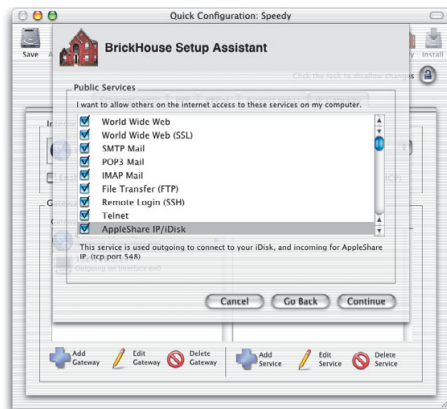 Quick Configuration: Speedy
Save
Install
BrickHouse Setup Assistant
Click the lock to disallow changes
Public Services
I want to allow others on the internet access to these services on my computer.
World Wide Web
World Wide Web (SSL)
SMTP Mail
POP3 Mail
IMAP Mail
File Transfer (FTP)
Remote Login (SSH)
Telnet
AppleShare IP/iDisk
This service is used outgoing to connect to your iDisk, and incoming for AppleShare
IP. (tcp port 548)
Cancel
Go Back
Continue
Add Gateway
Edit Gateway
Delete Gateway
Add Service
Edit Service
Delete Service